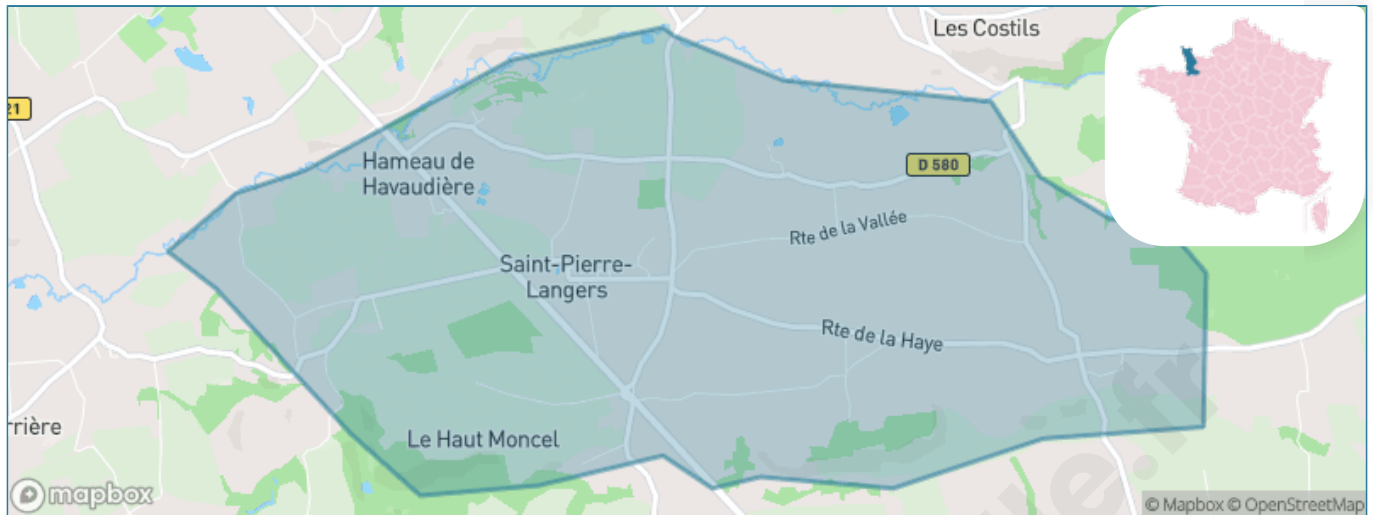 Les Costils
21
Hameau de
Havaudière
D 580
Rte de la Vallée
Saint-Pierre-
Langers
Rte de la Haye
rrière
Le Haut Moncel
mapbox
© Mapbox © OpenStreetMap